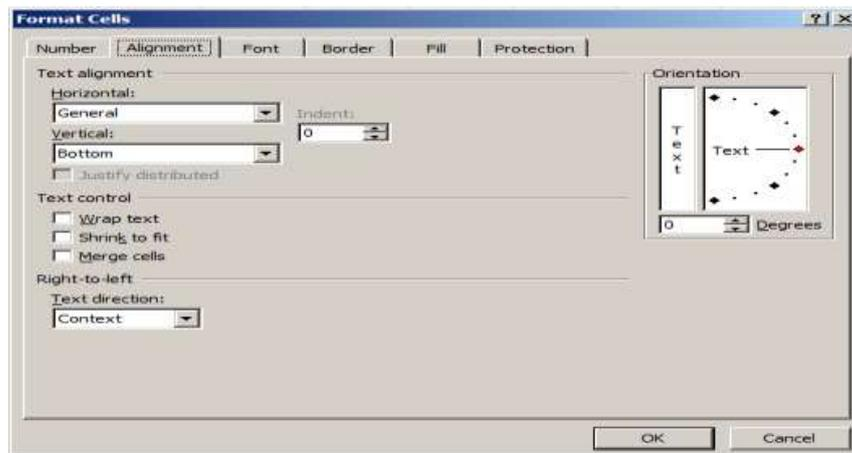 Format Cells
Number Alignment Font Border Fill Protection
Text alignment
Horizontal:
General
Indent:
0
Vertical:
Bottom
Justify distributed
Text control
Wrap text
Shrink to fit
Merge cells
Right-to-left
Text direction:
Context
Orientation
Text
Text
0 Degrees
OK Cancel